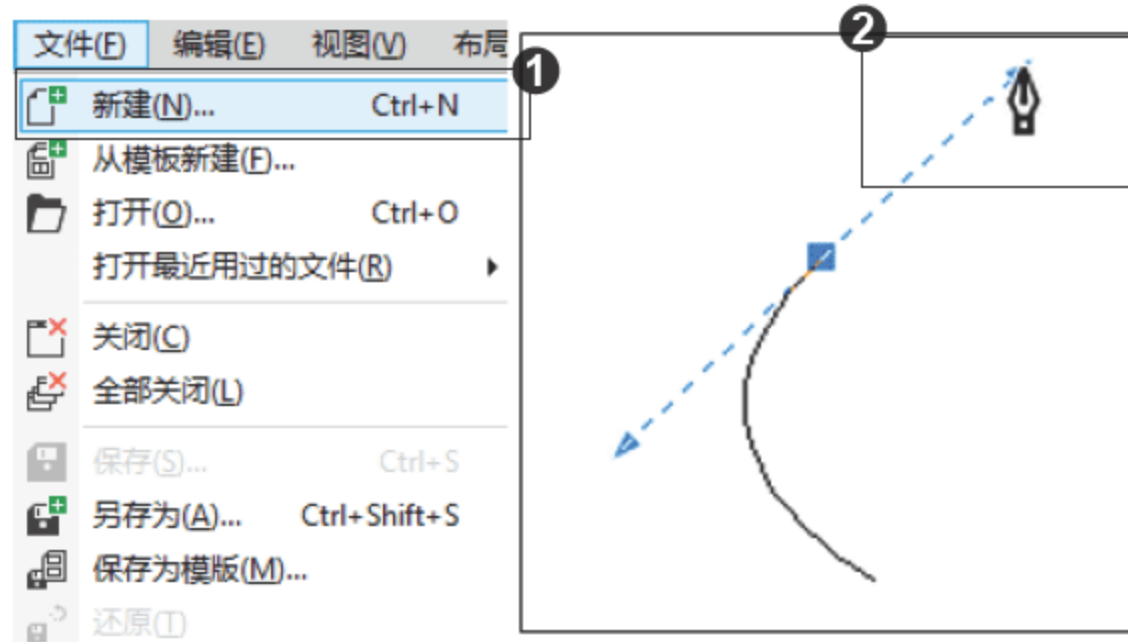 文件(F) 编辑(E) 视图(V) 布局
1
2
新建(N)... Ctrl+N
从模板新建(F)...
打开(O)... Ctrl+O
打开最近用过的文件(R)
关闭(C)
全部关闭(L)
保存(S)... Ctrl+S
另存为(A)... Ctrl+Shift+S
保存为模版(M)...
还原(T)